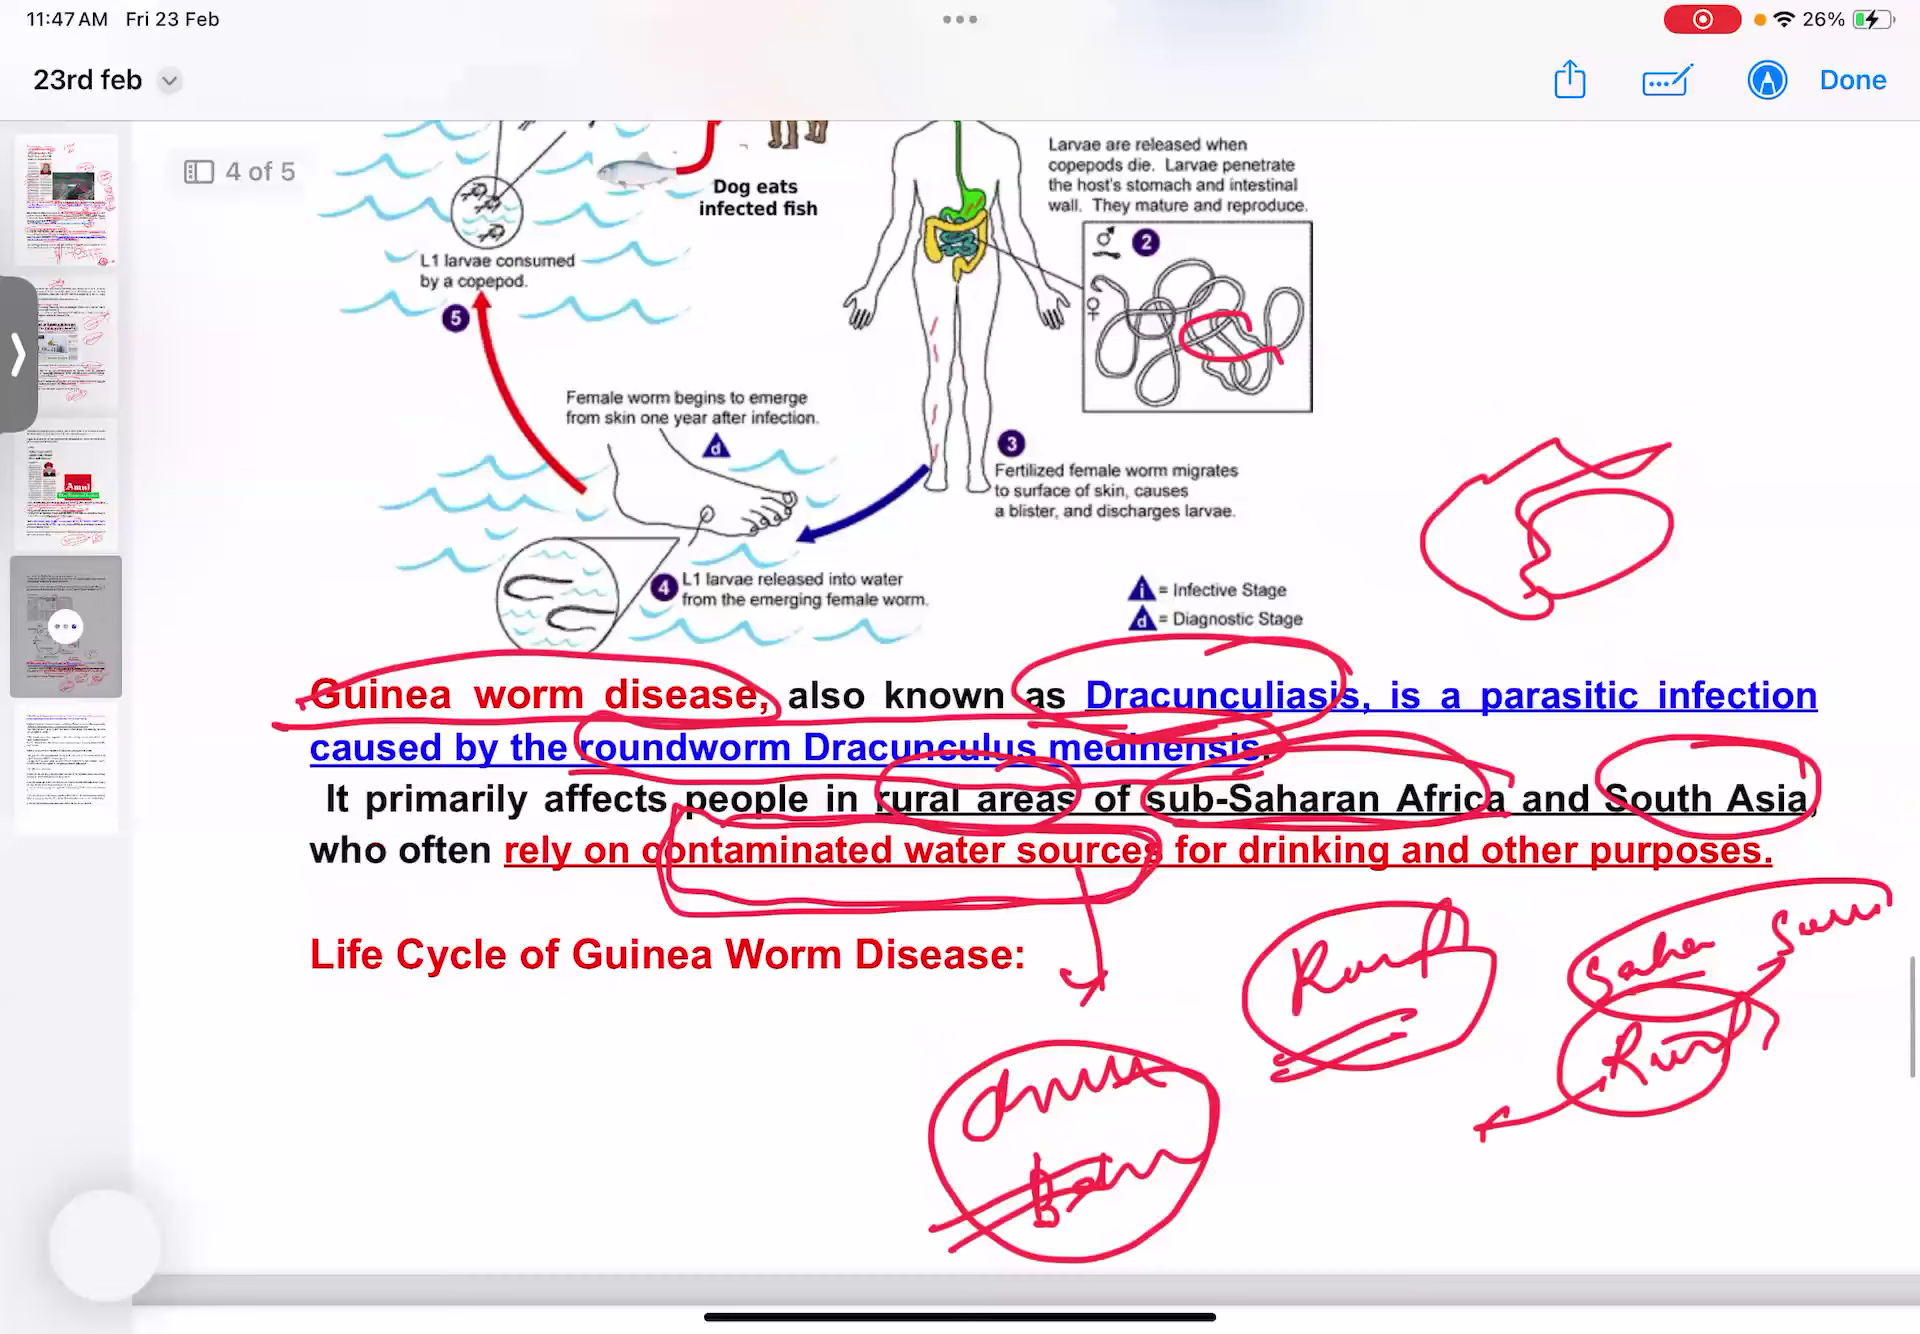 11:47 AM Fri 23 Feb
26%
23rd feb
Done
4 of 5
Dog eats
infected fish
Larvae are released when
copepods die. Larvae penetrate
the host's stomach and intestinal
wall. They mature and reproduce.
2
L1 larvae consumed
by a copepod.
5
Female worm begins to emerge
from skin one year after infection.
d
3
Fertilized female worm migrates
to surface of skin, causes
a blister, and discharges larvae.
4
L1 larvae released into water
from the emerging female worm.
i = Infective Stage
d = Diagnostic Stage
Guinea worm disease, also known as Dracunculiasis, is a parasitic infection
caused by the roundworm Dracunculus medinensis.
It primarily affects people in rural areas of sub-Saharan Africa and South Asia,
who often rely on contaminated water sources for drinking and other purposes.
Life Cycle of Guinea Worm Disease:
Amul